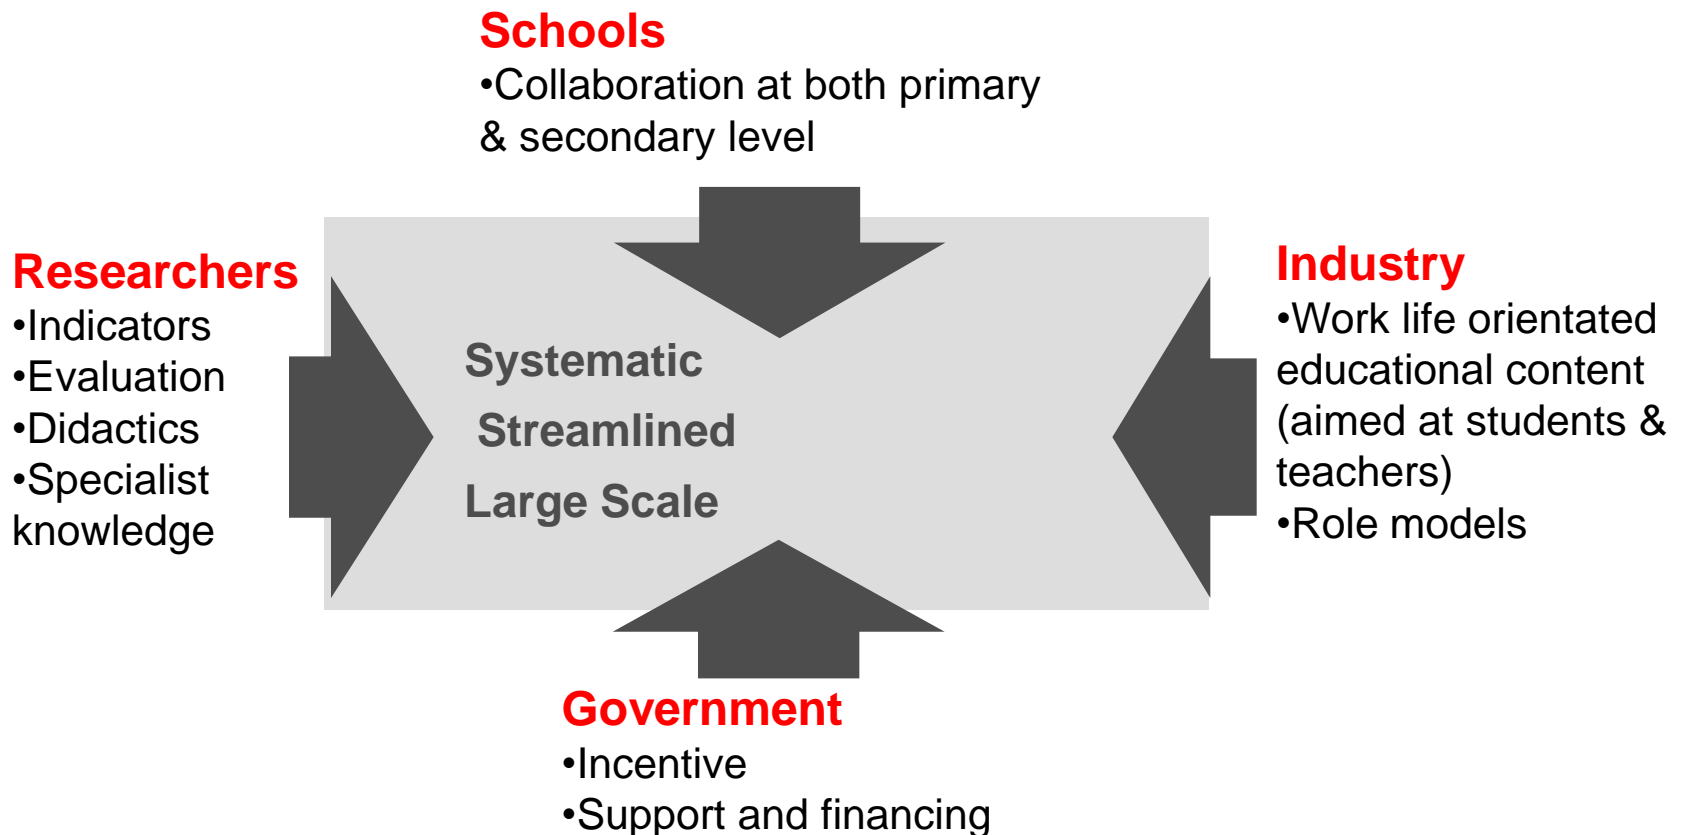 Schools
•Collaboration at both primary
& secondary level
Researchers
•Indicators
•Evaluation
•Didactics
•Specialist
knowledge
Systematic
Streamlined
Large Scale
Industry
•Work life orientated
educational content
(aimed at students &
teachers)
•Role models
Government
•Incentive
•Support and financing